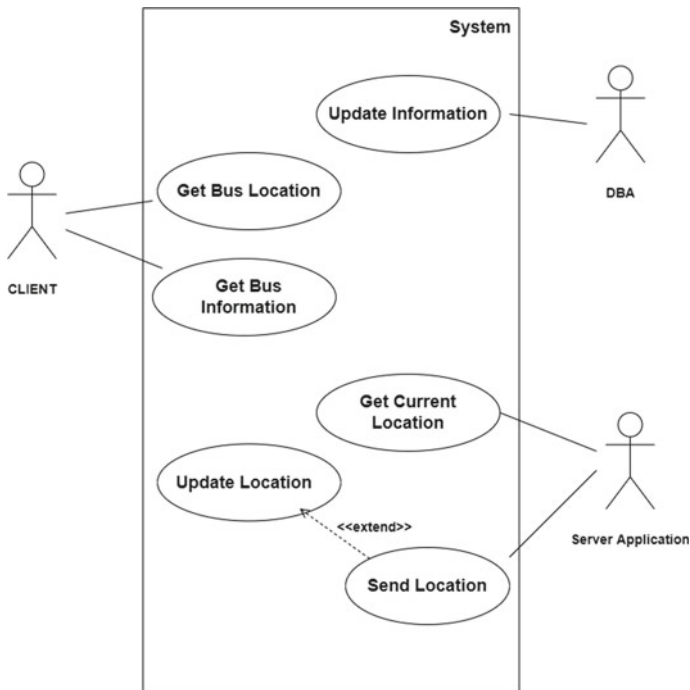 System
Update Information
DBA
Get Bus Location
CLIENT
Get Bus
Information
Get Current
Location
Update Location
<<extend>>
Server Application
Send Location